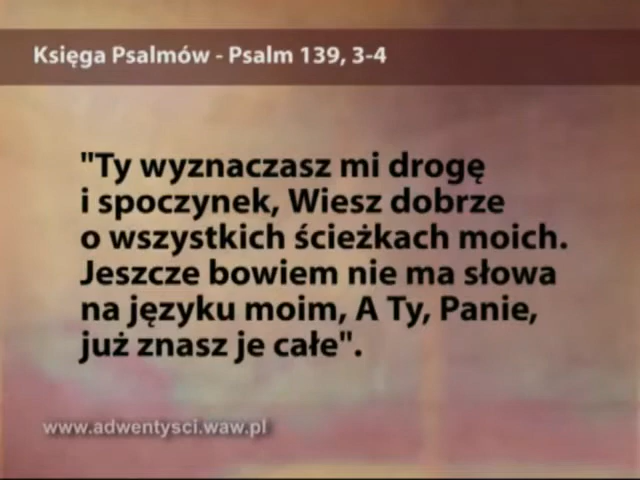 Księga Psalmów - Psalm 139, 3-4
"Ty wyznaczasz mi drogę
i spoczynek, Wiesz dobrze
o wszystkich ścieżkach moich.
Jeszcze bowiem nie ma słowa
na języku moim, A Ty, Panie,
już znasz je całe".
www.adwentysci.waw.pl